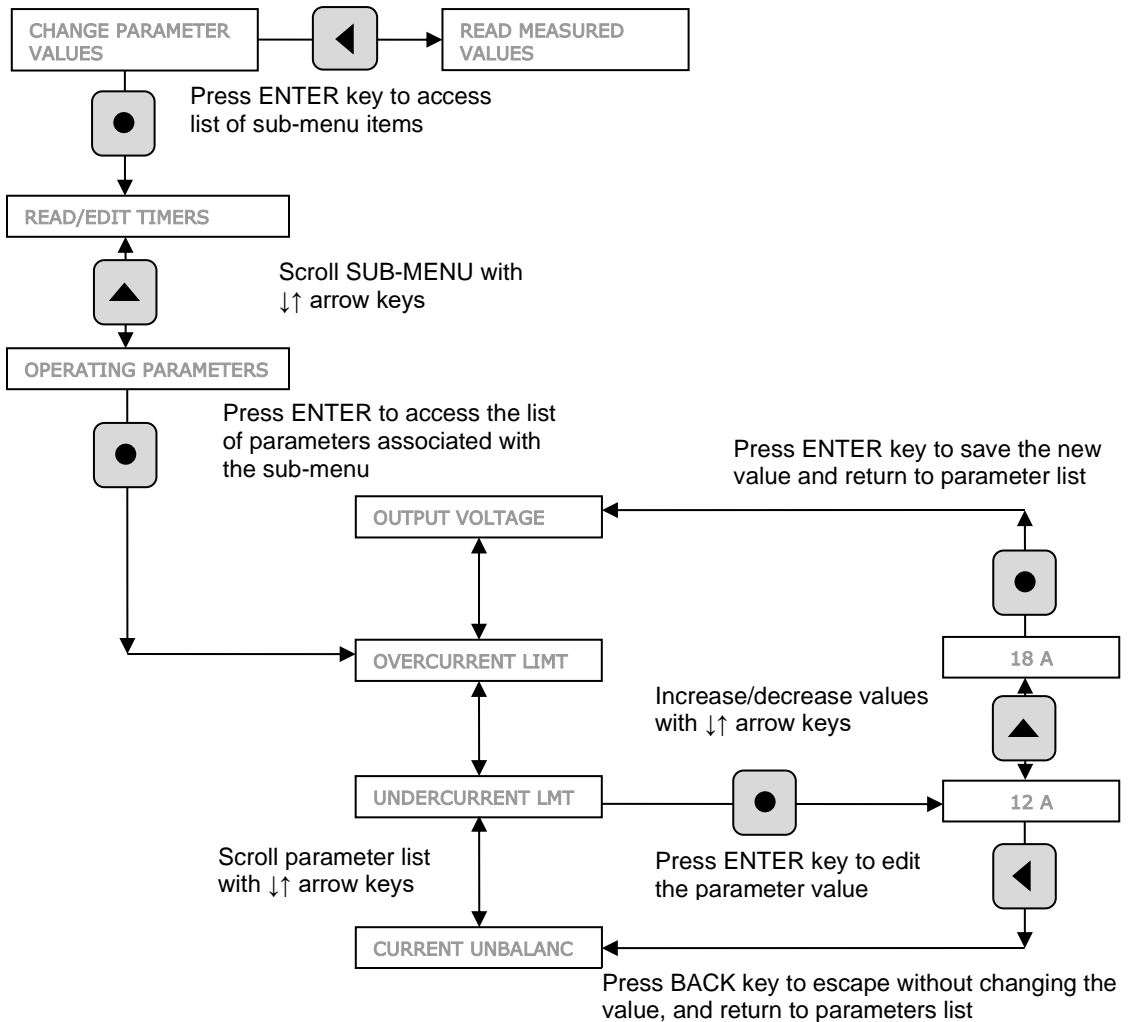 CHANGE PARAMETER
VALUES
READ MEASURED
VALUES
Press ENTER key to access
list of sub-menu items
READ/EDIT TIMERS
Scroll SUB-MENU with
↓↑ arrow keys
OPERATING PARAMETERS
Press ENTER to access the list
of parameters associated with
the sub-menu
Press ENTER key to save the new
value and return to parameter list
OUTPUT VOLTAGE
OVERCURRENT LIMT
18 A
Increase/decrease values
with ↓↑ arrow keys
UNDERCURRENT LMT
12 A
Scroll parameter list
with ↓↑ arrow keys
Press ENTER key to edit
the parameter value
CURRENT UNBALANC
Press BACK key to escape without changing the
value, and return to parameters list